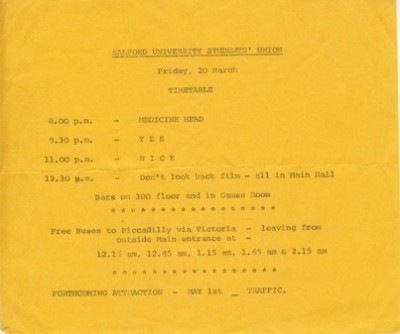 SALFORD UNIVERSITY STUDENTS' UNION
Friday, 20 March
TIMETABLE
8.00 p.m. - MEDICINE HEAD
9.30 p.m. - Y E S
11.00 p.m. - N I C E
12.30 a.m. - Don't look back film - all in Main Hall
Bars on 300 floor and in Games Room
* * * * * * * * * * * * * * * * *
Free Buses to Piccadilly via Victoria - leaving from
outside Main entrance at -
12.15 am, 12.45 am, 1.15 am, 1.45 am & 2.15 am
* * * * * * * * * * * * * * * * *
FORTHCOMING ATTRACTION - MAY 1st _ TRAFFIC.